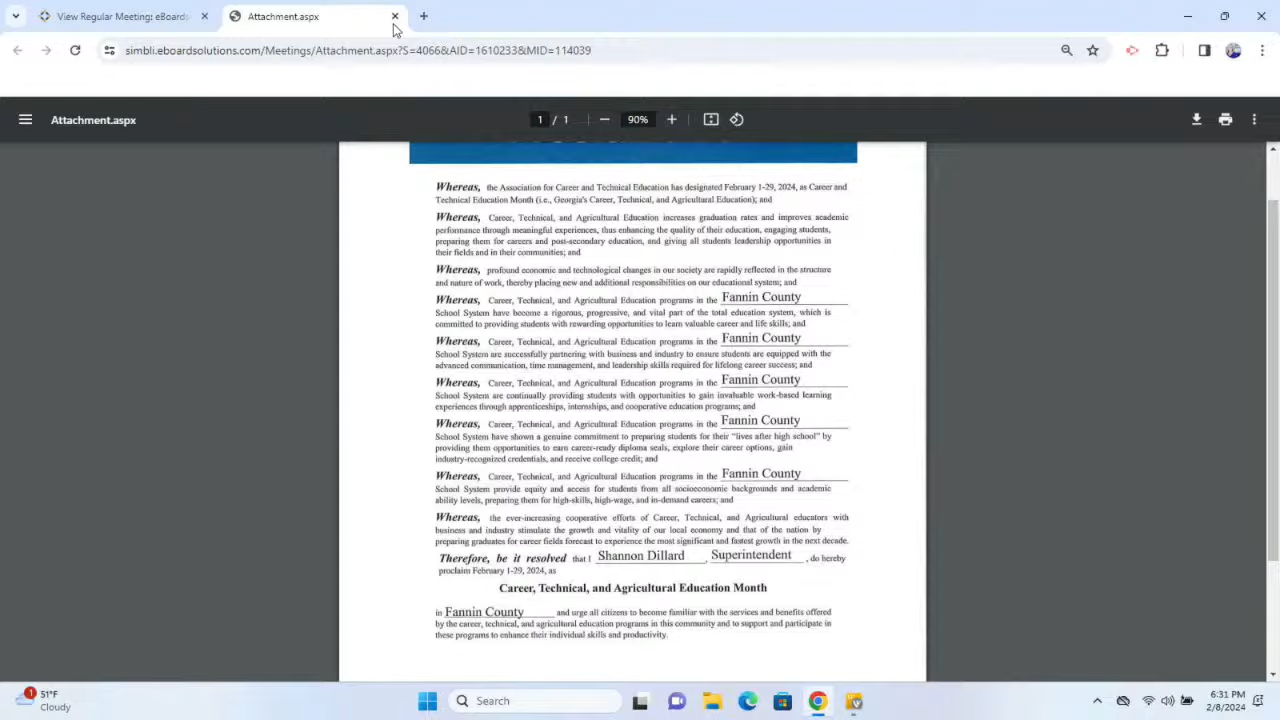 View Regular Meeting: eBoards
Attachment.aspx
simbli.eboardsolutions.com/Meetings/Attachment.aspx?S=4066&AID=1610233&MID=114039
Attachment.aspx
1 / 1
90%
Whereas, the Association for Career and Technical Education has designated February 1-29, 2024, as Career and
Technical Education Month (i.e., Georgia's Career, Technical, and Agricultural Education); and
Whereas, Career, Technical, and Agricultural Education increases graduation rates and improves academic
performance through meaningful experiences, thus enhancing the quality of their education, engaging students,
preparing them for careers and post-secondary education, and giving all students leadership opportunities in
their fields and in their communities; and
Whereas, profound economic and technological changes in our society are rapidly reflected in the structure
and nature of work, thereby placing new and additional responsibilities on our educational system; and
Whereas, Career, Technical, and Agricultural Education programs in the Fannin County
School System have become a rigorous, progressive, and vital part of the total education system, which is
committed to providing students with rewarding opportunities to learn valuable career and life skills; and
Whereas, Career, Technical, and Agricultural Education programs in the Fannin County
School System are successfully partnering with business and industry to ensure students are equipped with the
advanced communication, time management, and leadership skills required for lifelong career success; and
Whereas, Career, Technical, and Agricultural Education programs in the Fannin County
School System are continually providing students with opportunities to gain invaluable work-based learning
experiences through apprenticeships, internships, and cooperative education programs; and
Whereas, Career, Technical, and Agricultural Education programs in the Fannin County
School System have shown a genuine commitment to preparing students for their “lives after high school” by
providing them opportunities to earn career-ready diploma seals, explore their career options, gain
industry-recognized credentials, and receive college credit; and
Whereas, Career, Technical, and Agricultural Education programs in the Fannin County
School System provide equity and access for students from all socioeconomic backgrounds and academic
ability levels, preparing them for high-skills, high-wage, and in-demand careers; and
Whereas, the ever-increasing cooperative efforts of Career, Technical, and Agricultural educators with
business and industry stimulate the growth and vitality of our local economy and that of the nation by
preparing graduates for career fields forecast to experience the most significant and fastest growth in the next decade.
Therefore, be it resolved that I Shannon Dillard, Superintendent, do hereby
proclaim February 1-29, 2024, as
Career, Technical, and Agricultural Education Month
in Fannin County and urge all citizens to become familiar with the services and benefits offered
by the career, technical, and agricultural education programs in this community and to support and participate in
these programs to enhance their individual skills and productivity.
1
51°F
Cloudy
Search
6:31 PM
2/8/2024